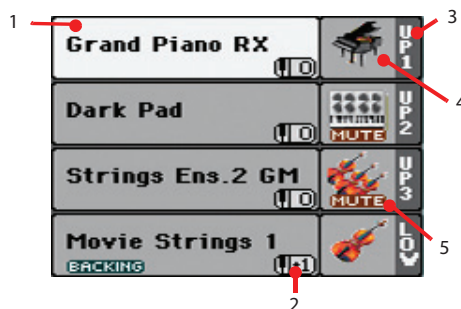 1
Grand Piano RX
0
UP1
3
4
Dark Pad
0
MUTE
UP2
Strings Ens.2 GM
0
MUTE
UP3
5
Movie Strings 1
BACKING
+1
LOW
2